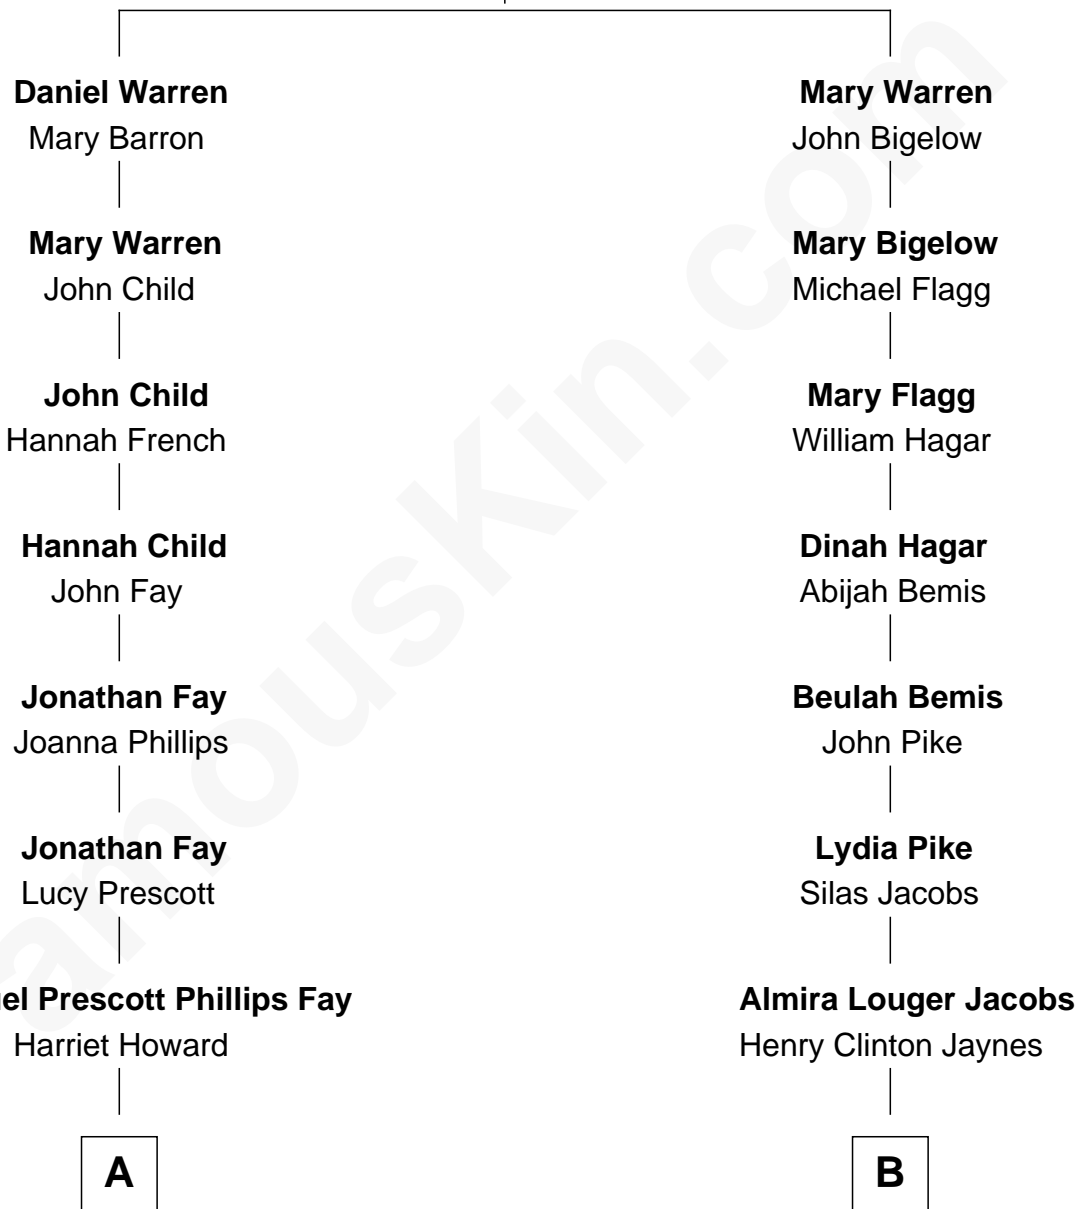 Daniel Warren
Mary Barron
Mary Warren
John Child
John Child
Hannah French
Hannah Child
John Fay
Jonathan Fay
Joanna Phillips
Jonathan Fay
Lucy Prescott
el Prescott Phillips Fay
Harriet Howard
A
Mary Warren
John Bigelow
Mary Bigelow
Michael Flagg
Mary Flagg
William Hagar
Dinah Hagar
Abijah Bemis
Beulah Bemis
John Pike
Lydia Pike
Silas Jacobs
Almira Louger Jacobs
Henry Clinton Jaynes
B
amouskin.com